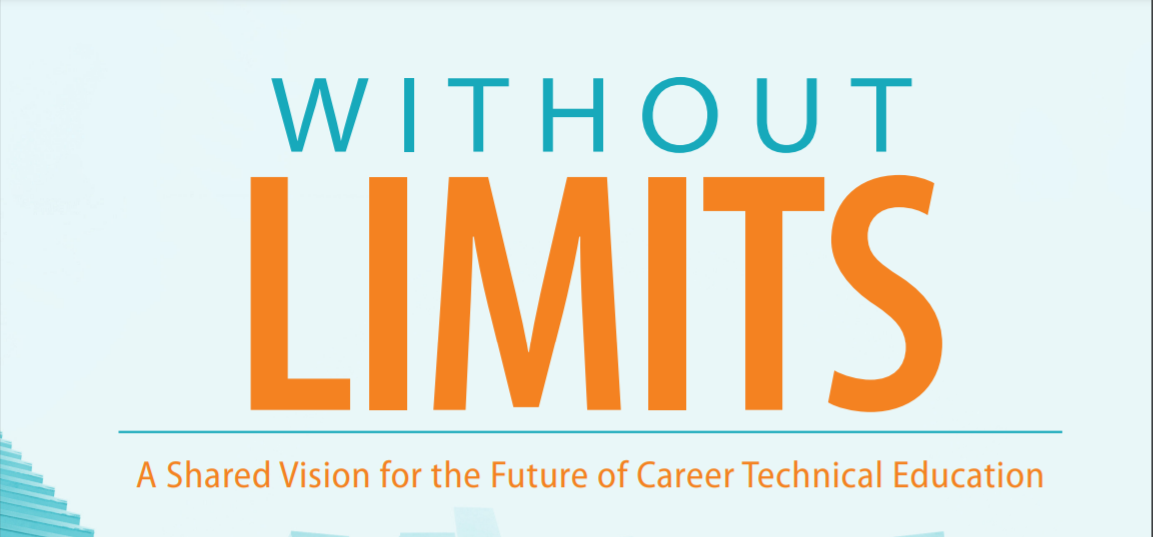 WITHOUT
LIMITS
A Shared Vision for the Future of Career Technical Education